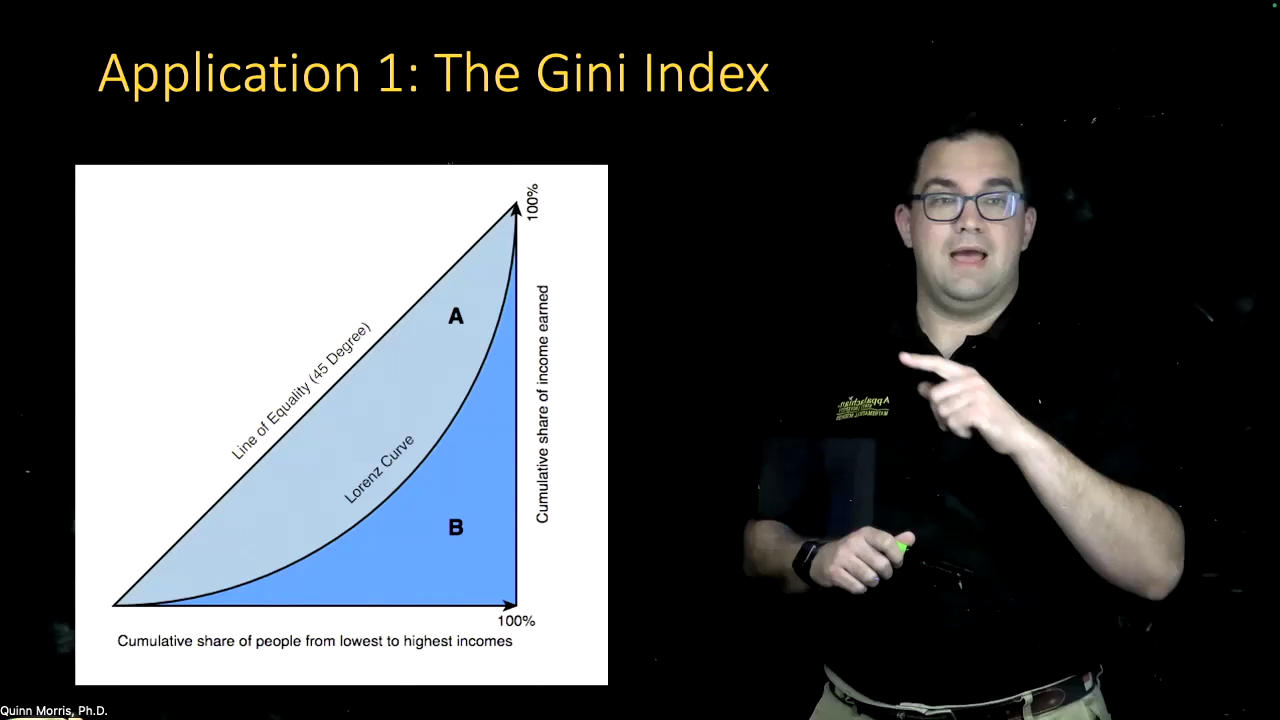 Application 1: The Gini Index
100%
Cumulative share of income earned
A
Line of Equality (45 Degree)
Lorenz Curve
B
100%
Cumulative share of people from lowest to highest incomes
Appalachian
Quinn Morris, Ph.D.